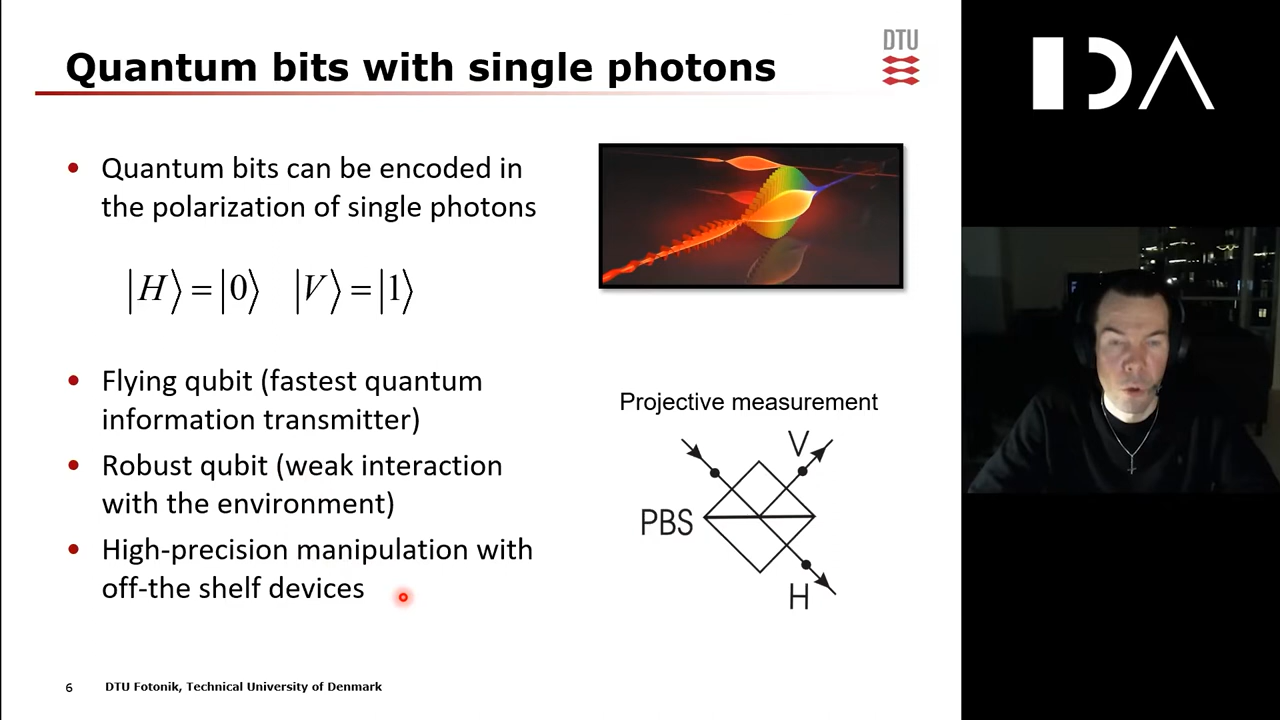 Quantum bits with single photons
DTU
IDA
• Quantum bits can be encoded in
the polarization of single photons
|H⟩ = |0⟩ |V⟩ = |1⟩
• Flying qubit (fastest quantum
information transmitter)
• Robust qubit (weak interaction
with the environment)
• High-precision manipulation with
off-the shelf devices
Projective measurement
V
PBS
H
6 DTU Fotonik, Technical University of Denmark